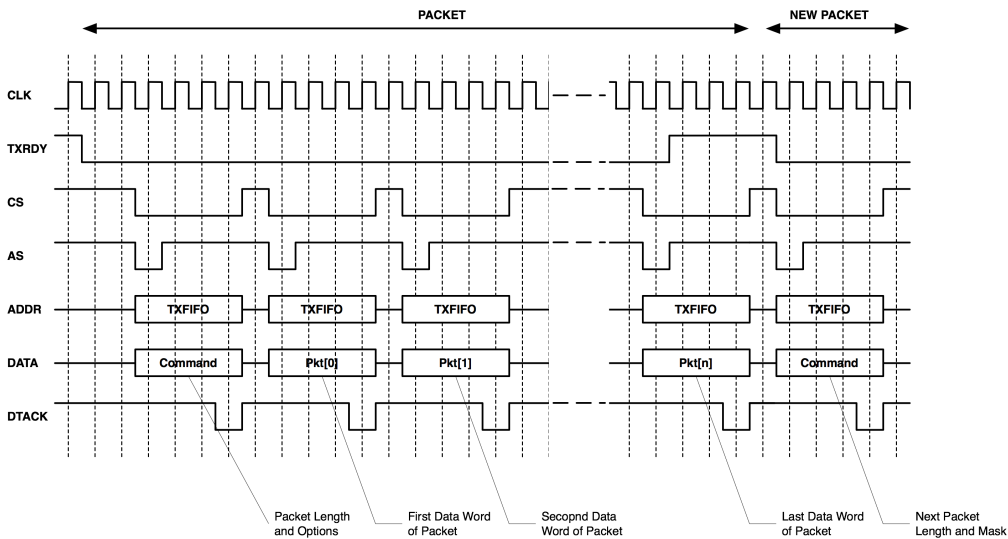 PACKET
NEW PACKET
CLK
TXRDY
CS
AS
ADDR
TXFIFO
TXFIFO
TXFIFO
TXFIFO
TXFIFO
DATA
Command
Pkt[0]
Pkt[1]
Pkt[n]
Command
DTACK
Packet Length
and Options
First Data Word
of Packet
Secopnd Data
Word of Packet
Last Data Word
of Packet
Next Packet
Length and Mask